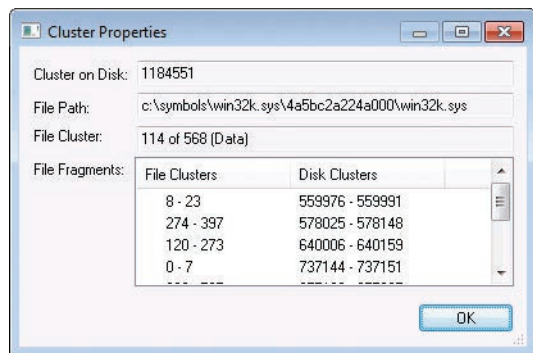 Cluster Properties
Cluster on Disk: 1184551
File Path: c:\symbols\win32k.sys\4a5bc2a224a000\win32k.sys
File Cluster: 114 of 568 (Data)
File Fragments: File Clusters Disk Clusters
8 - 23 559976 - 559991
274 - 397 578025 - 578148
120 - 273 640006 - 640159
0 - 7 737144 - 737151
OK